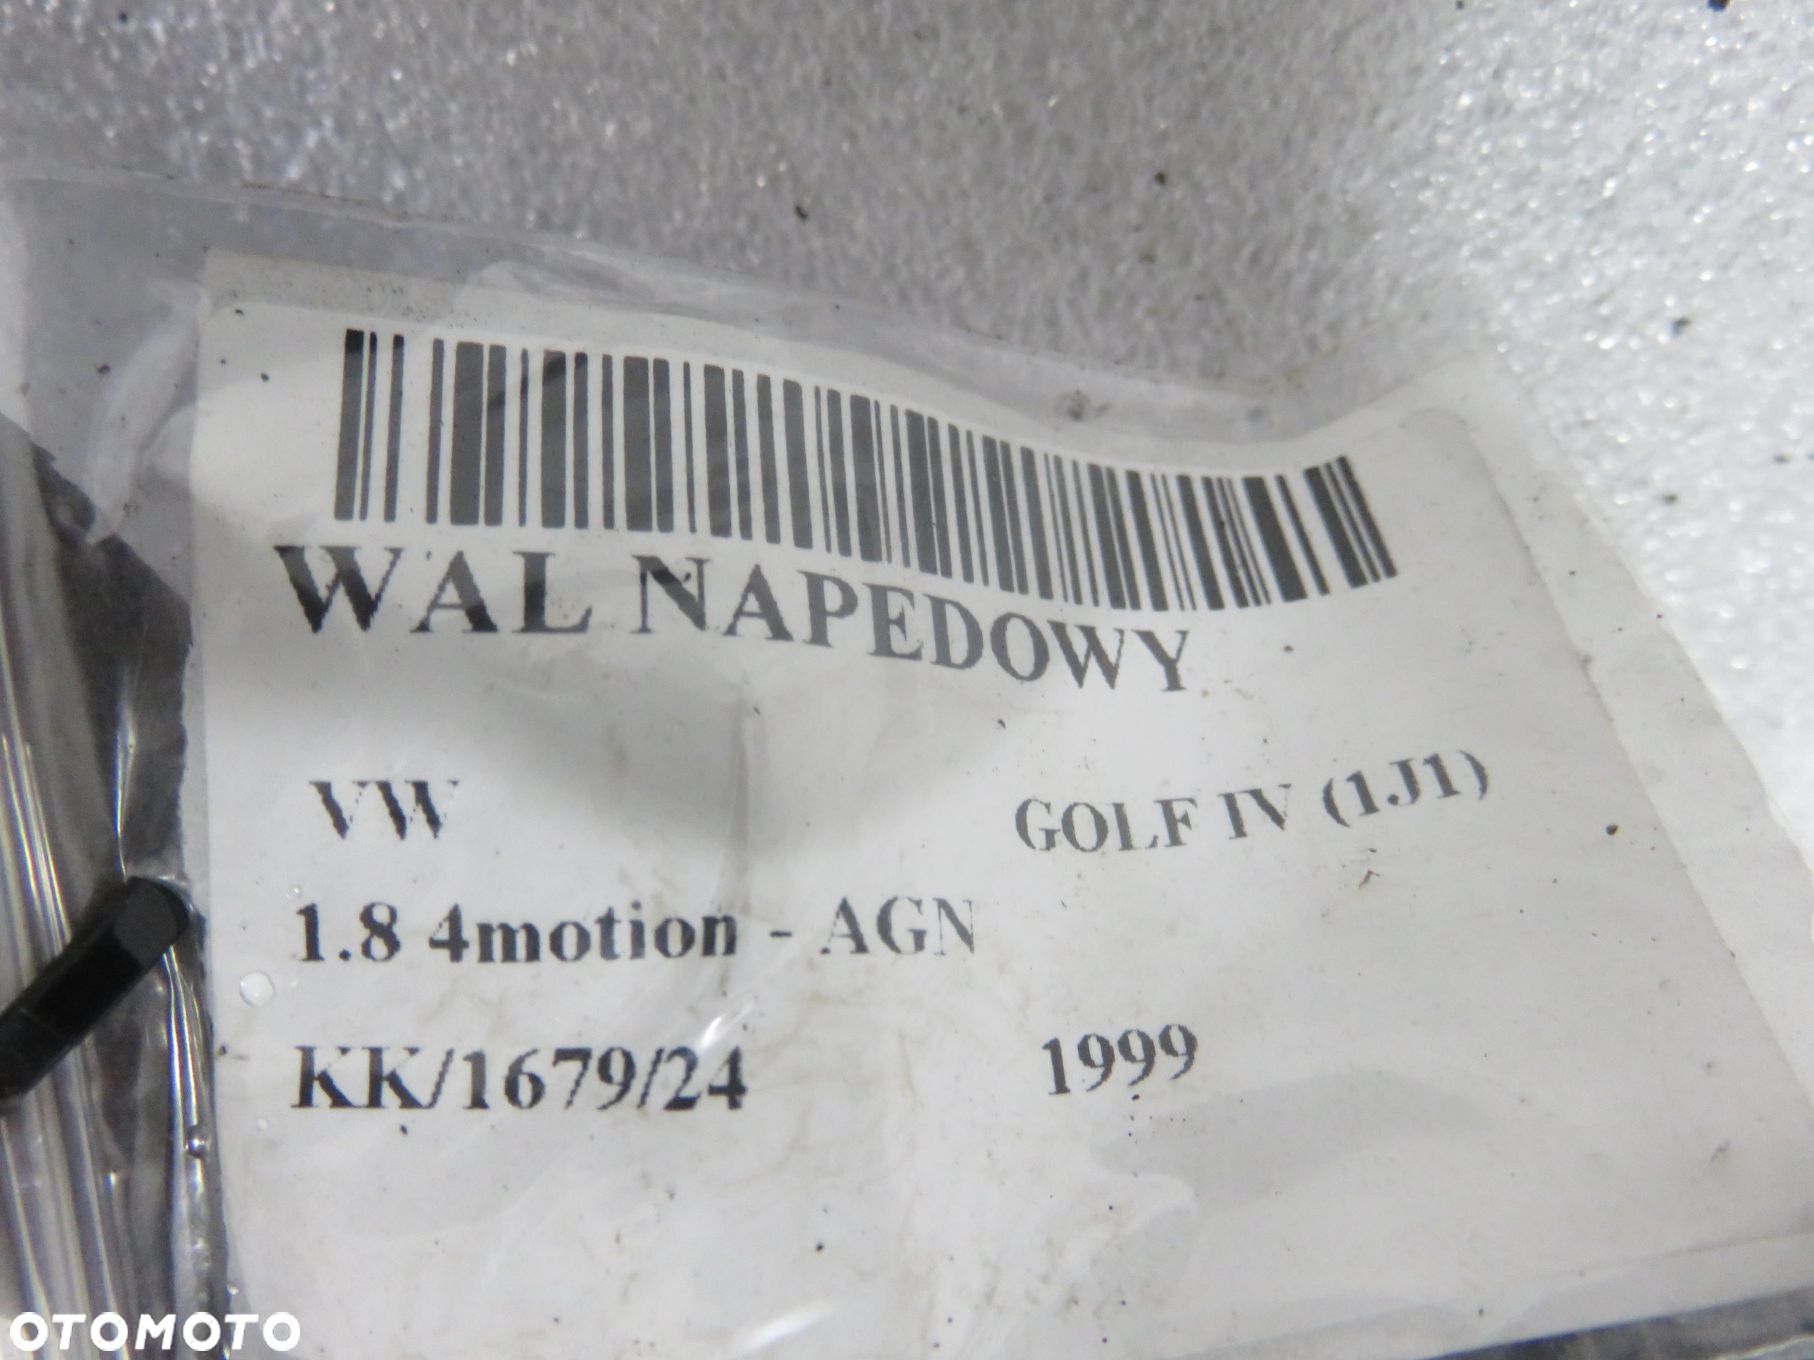 WAL NAPEDOWY
VW GOLF IV (1J1)
1.8 4motion - AGN
KK/1679/24 1999
OTOMOTO